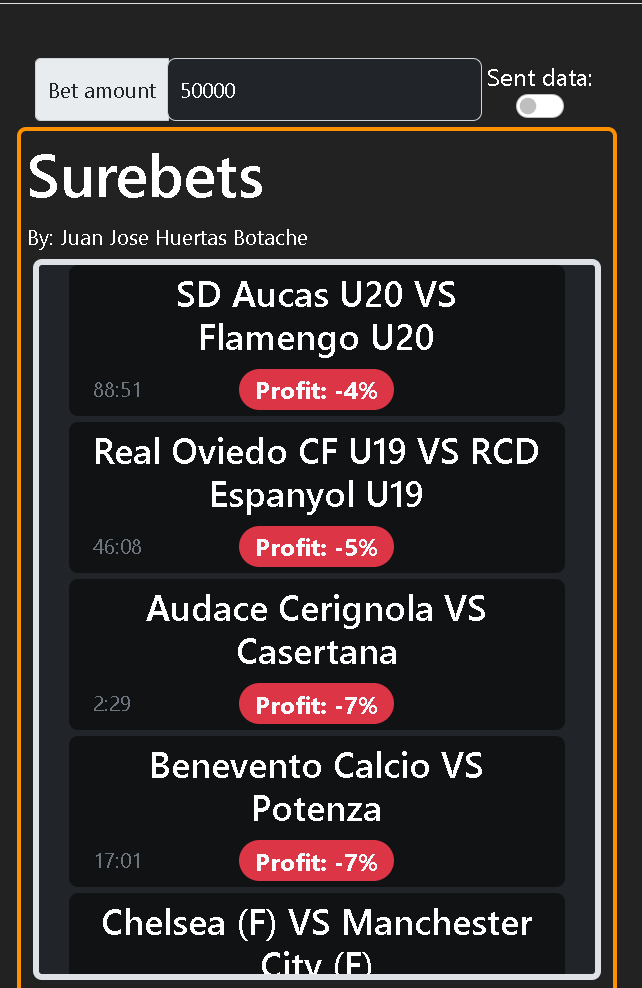 Bet amount 50000 Sent data:
Surebets
By: Juan Jose Huertas Botache
SD Aucas U20 VS
Flamengo U20
88:51 Profit: -4%
Real Oviedo CF U19 VS RCD
Espanyol U19
46:08 Profit: -5%
Audace Cerignola VS
Casertana
2:29 Profit: -7%
Benevento Calcio VS
Potenza
17:01 Profit: -7%
Chelsea (F) VS Manchester
City (F)